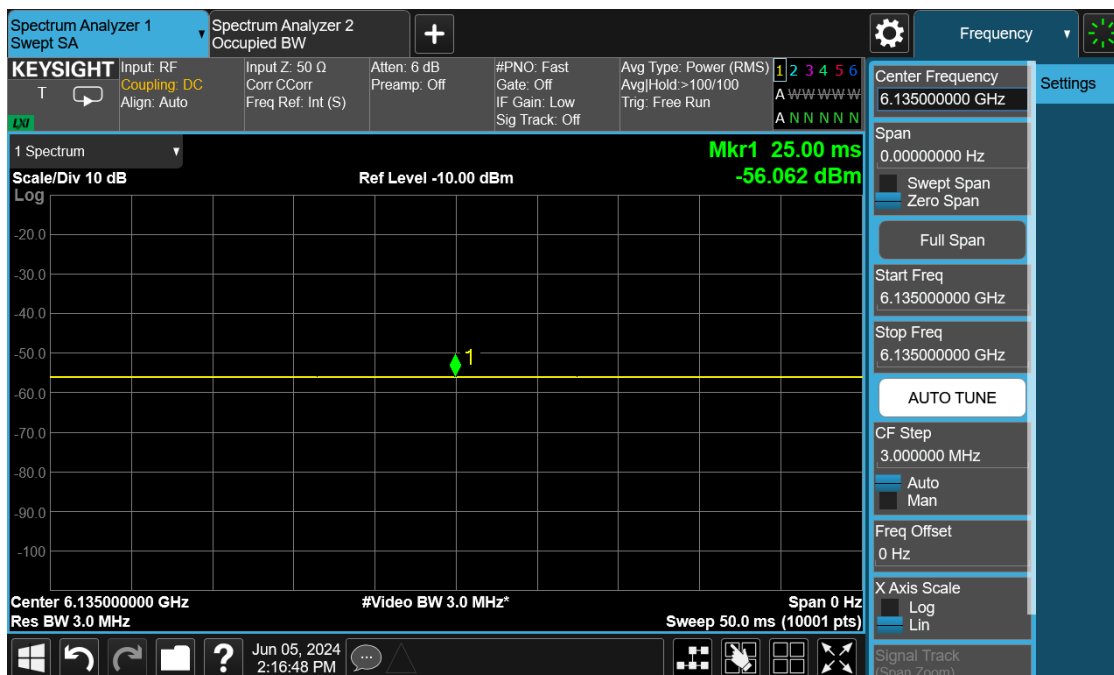 Spectrum Analyzer 1
Swept SA
Spectrum Analyzer 2
Occupied BW
Frequency
KEYSIGHT
T
LXI
Input: RF
Coupling: DC
Align: Auto
Input Z: 50 Ω
Corr CCorr
Freq Ref: Int (S)
Atten: 6 dB
Preamp: Off
#PNO: Fast
Gate: Off
IF Gain: Low
Sig Track: Off
Avg Type: Power (RMS)
Avg|Hold:>100/100
Trig: Free Run
1 2 3 4 5 6
A W W W W W
A N N N N N
1 Spectrum
Scale/Div 10 dB
Ref Level -10.00 dBm
Mkr1 25.00 ms
-56.062 dBm
Log
-20.0
-30.0
-40.0
-50.0
1
-60.0
-70.0
-80.0
-90.0
-100
Center 6.135000000 GHz
#Video BW 3.0 MHz*
Span 0 Hz
Res BW 3.0 MHz
Sweep 50.0 ms (10001 pts)
Center Frequency
6.135000000 GHz
Settings
Span
0.00000000 Hz
Swept Span
Zero Span
Full Span
Start Freq
6.135000000 GHz
Stop Freq
6.135000000 GHz
AUTO TUNE
CF Step
3.000000 MHz
Auto
Man
Freq Offset
0 Hz
X Axis Scale
Log
Lin
Signal Track
(Span Zoom)
?
Jun 05, 2024
2:16:48 PM